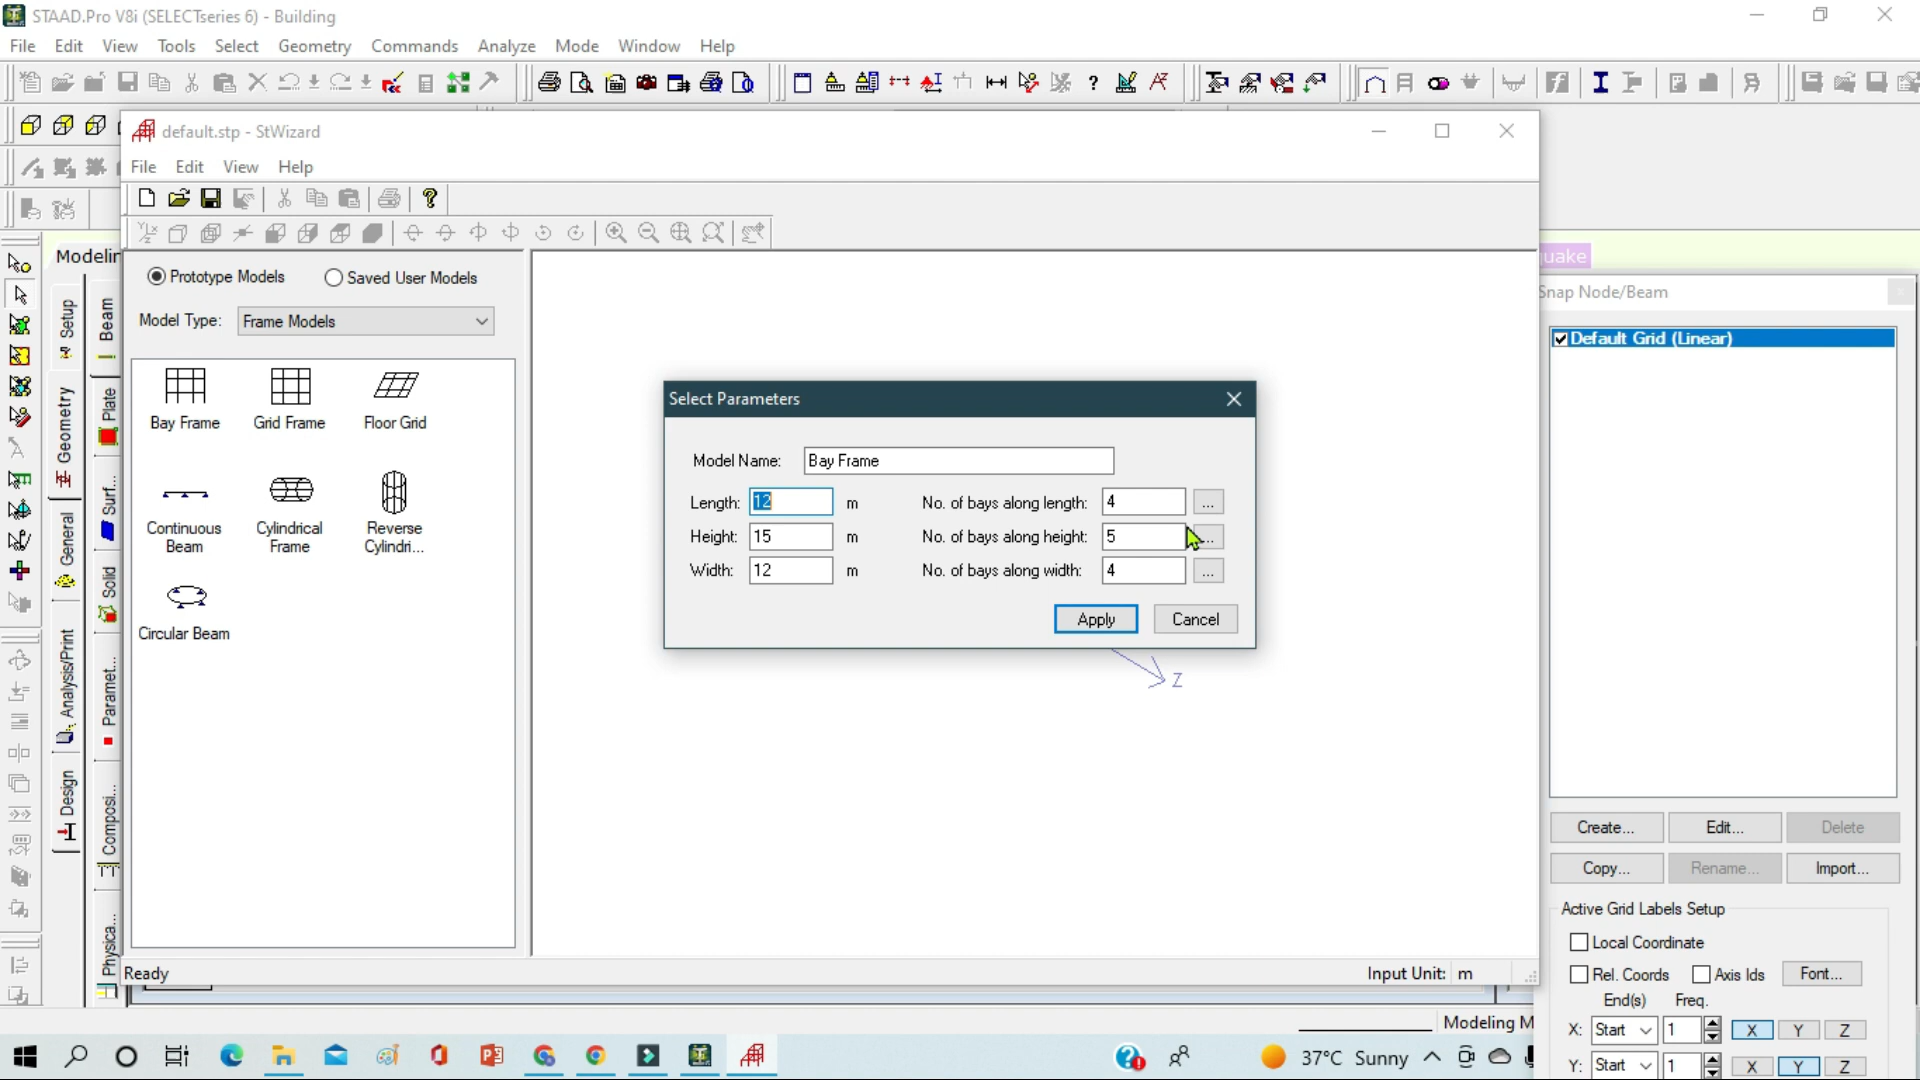 STAAD.Pro V8i (SELECTseries 6) - Building
File Edit View Tools Select Geometry Commands Analyze Mode Window Help
default.stp - StWizard
File Edit View Help
Modelin
Setup
Geometry
General
Analysis/Print
Design
Beam
Plate
Surf...
Solid
Paramet...
Composi...
Physica...
Prototype Models Saved User Models
Model Type: Frame Models
Bay Frame Grid Frame Floor Grid
Continuous Beam
Cylindrical Frame
Reverse Cylindri...
Circular Beam
Select Parameters
Model Name: Bay Frame
Length: 12 m No. of bays along length: 4 ...
Height: 15 m No. of bays along height: 5 ...
Width: 12 m No. of bays along width: 4 ...
Apply Cancel
Z
Ready Input Unit: m
Modeling M
uake
Snap Node/Beam
Default Grid (Linear)
Create... Edit... Delete
Copy... Rename... Import...
Active Grid Labels Setup
Local Coordinate
Rel. Coords Axis Ids Font...
End(s) Freq.
X: Start 1 X Y Z
Y: Start 1 X Y Z
37°C Sunny